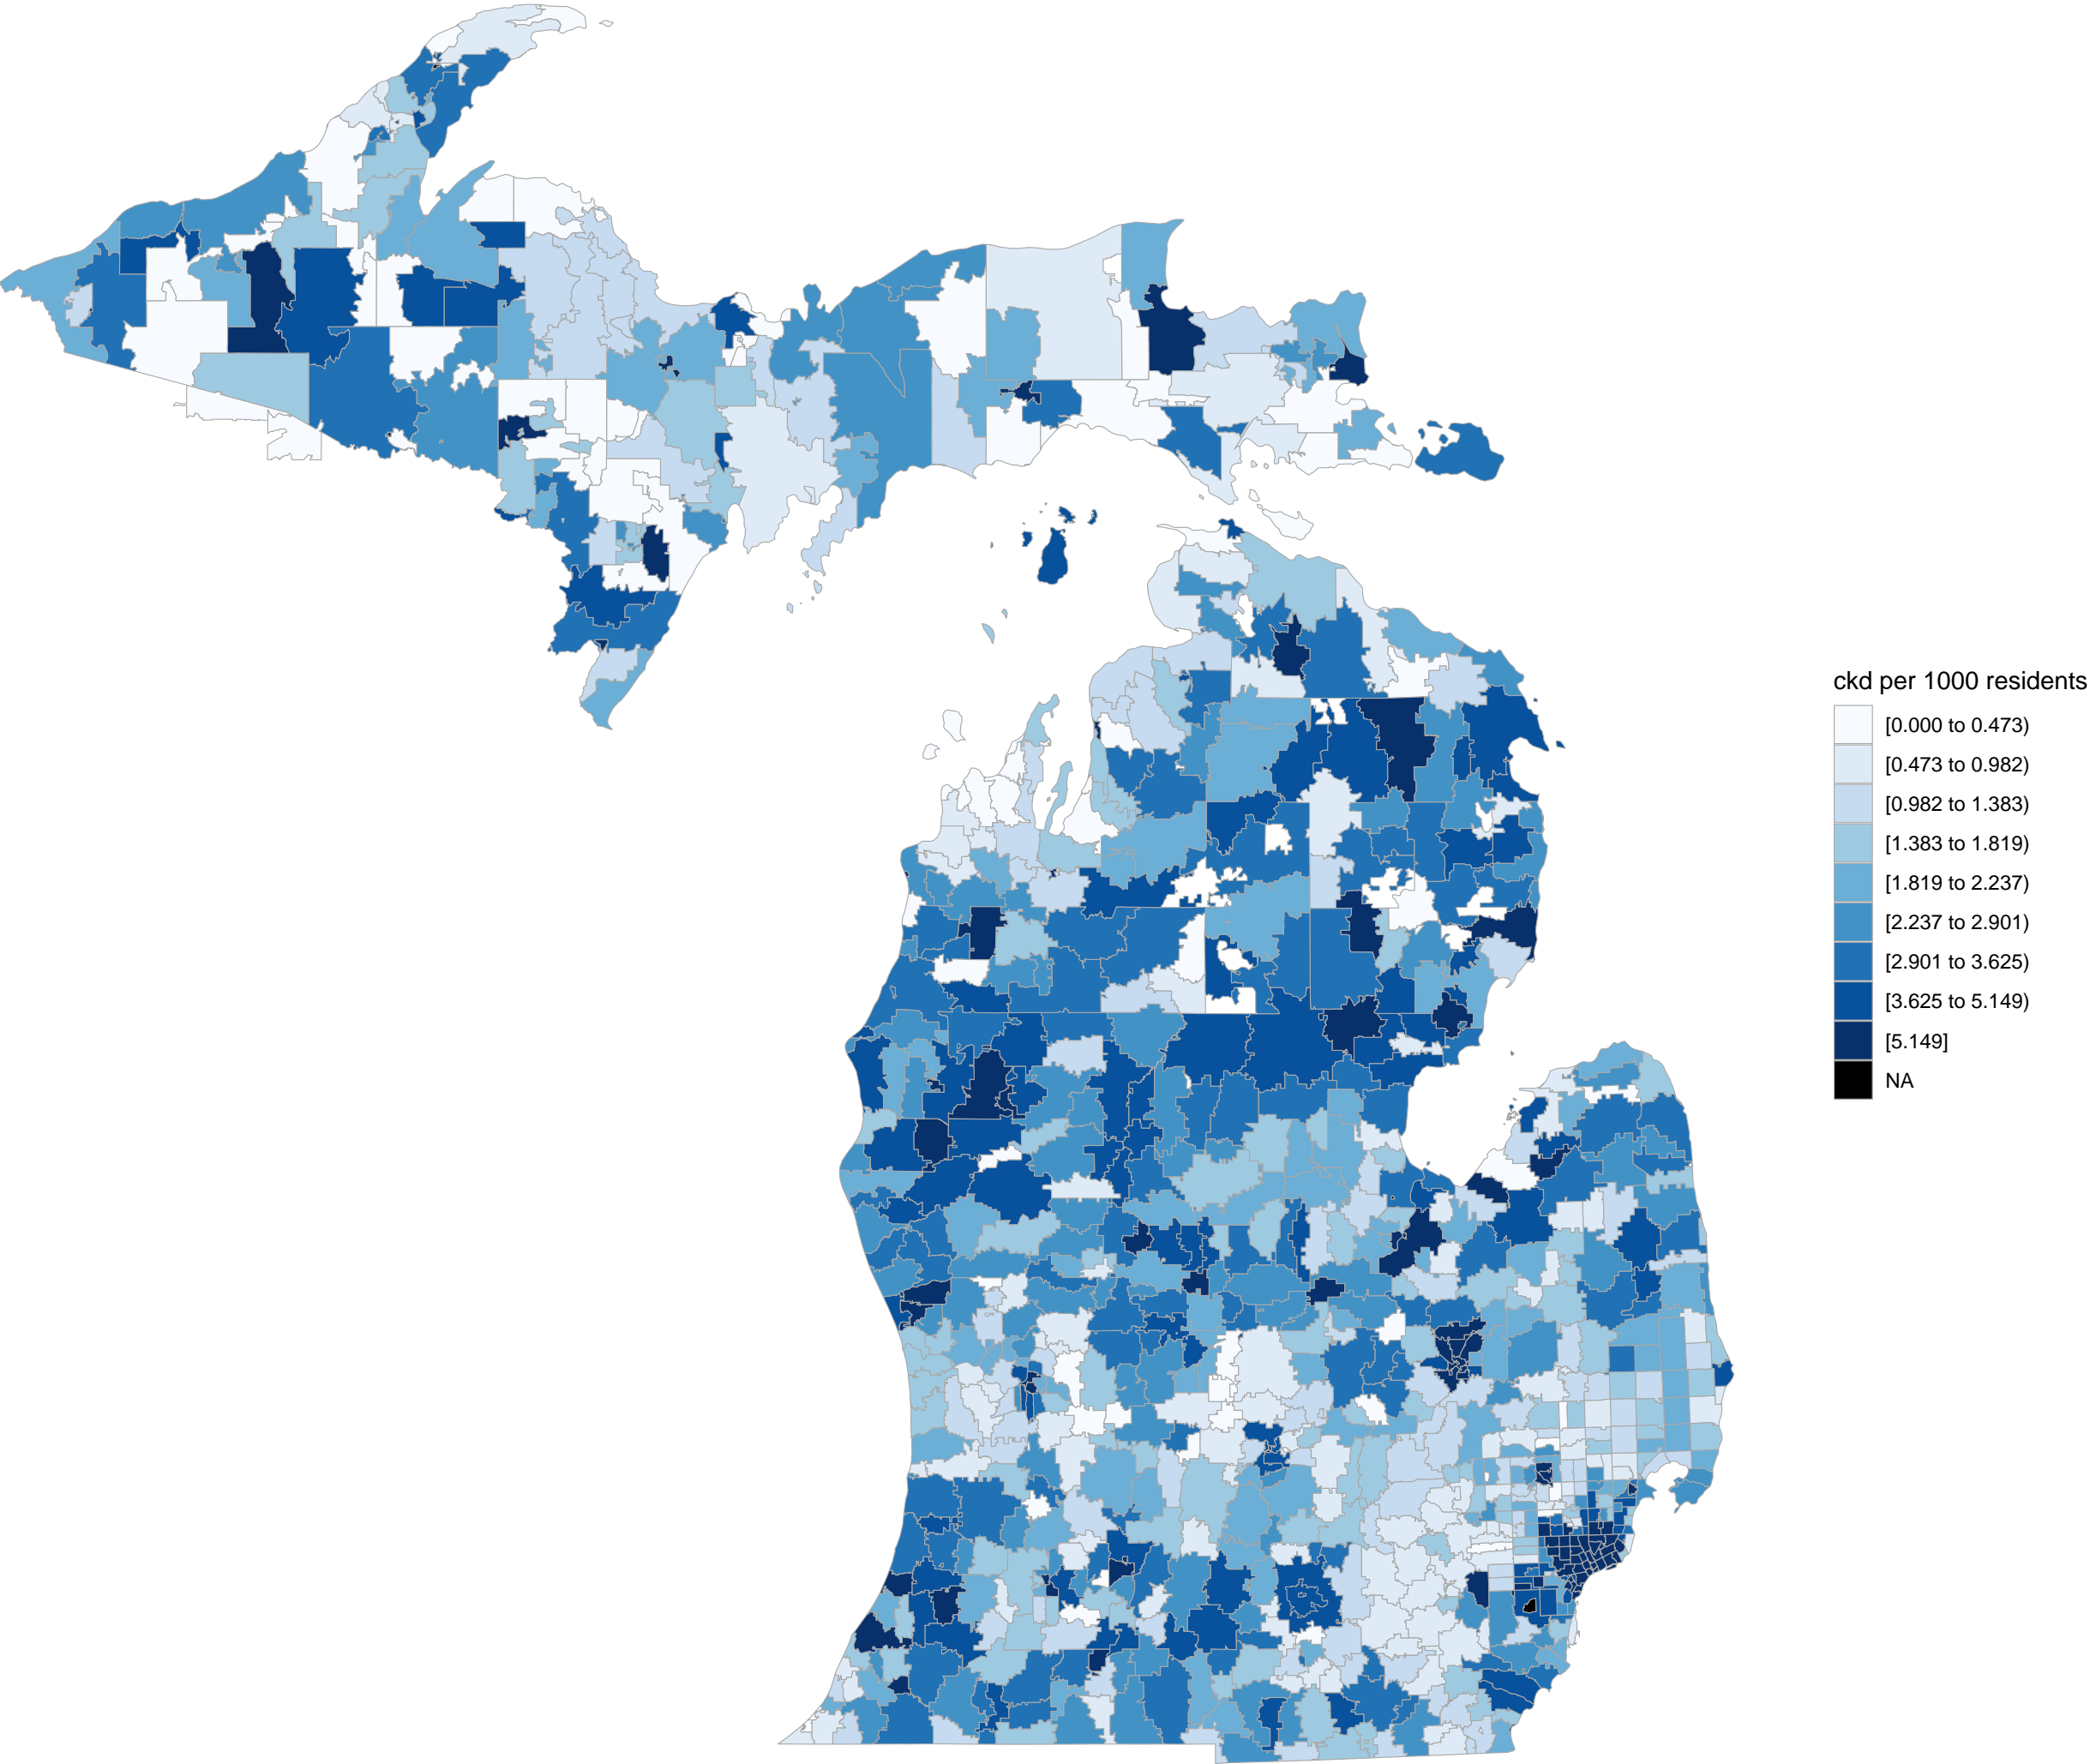 ckd per 1000 residents
[0.000 to 0.473)
[0.473 to 0.982)
[0.982 to 1.383)
[1.383 to 1.819)
[1.819 to 2.237)
[2.237 to 2.901)
[2.901 to 3.625)
[3.625 to 5.149)
[5.149]
NA